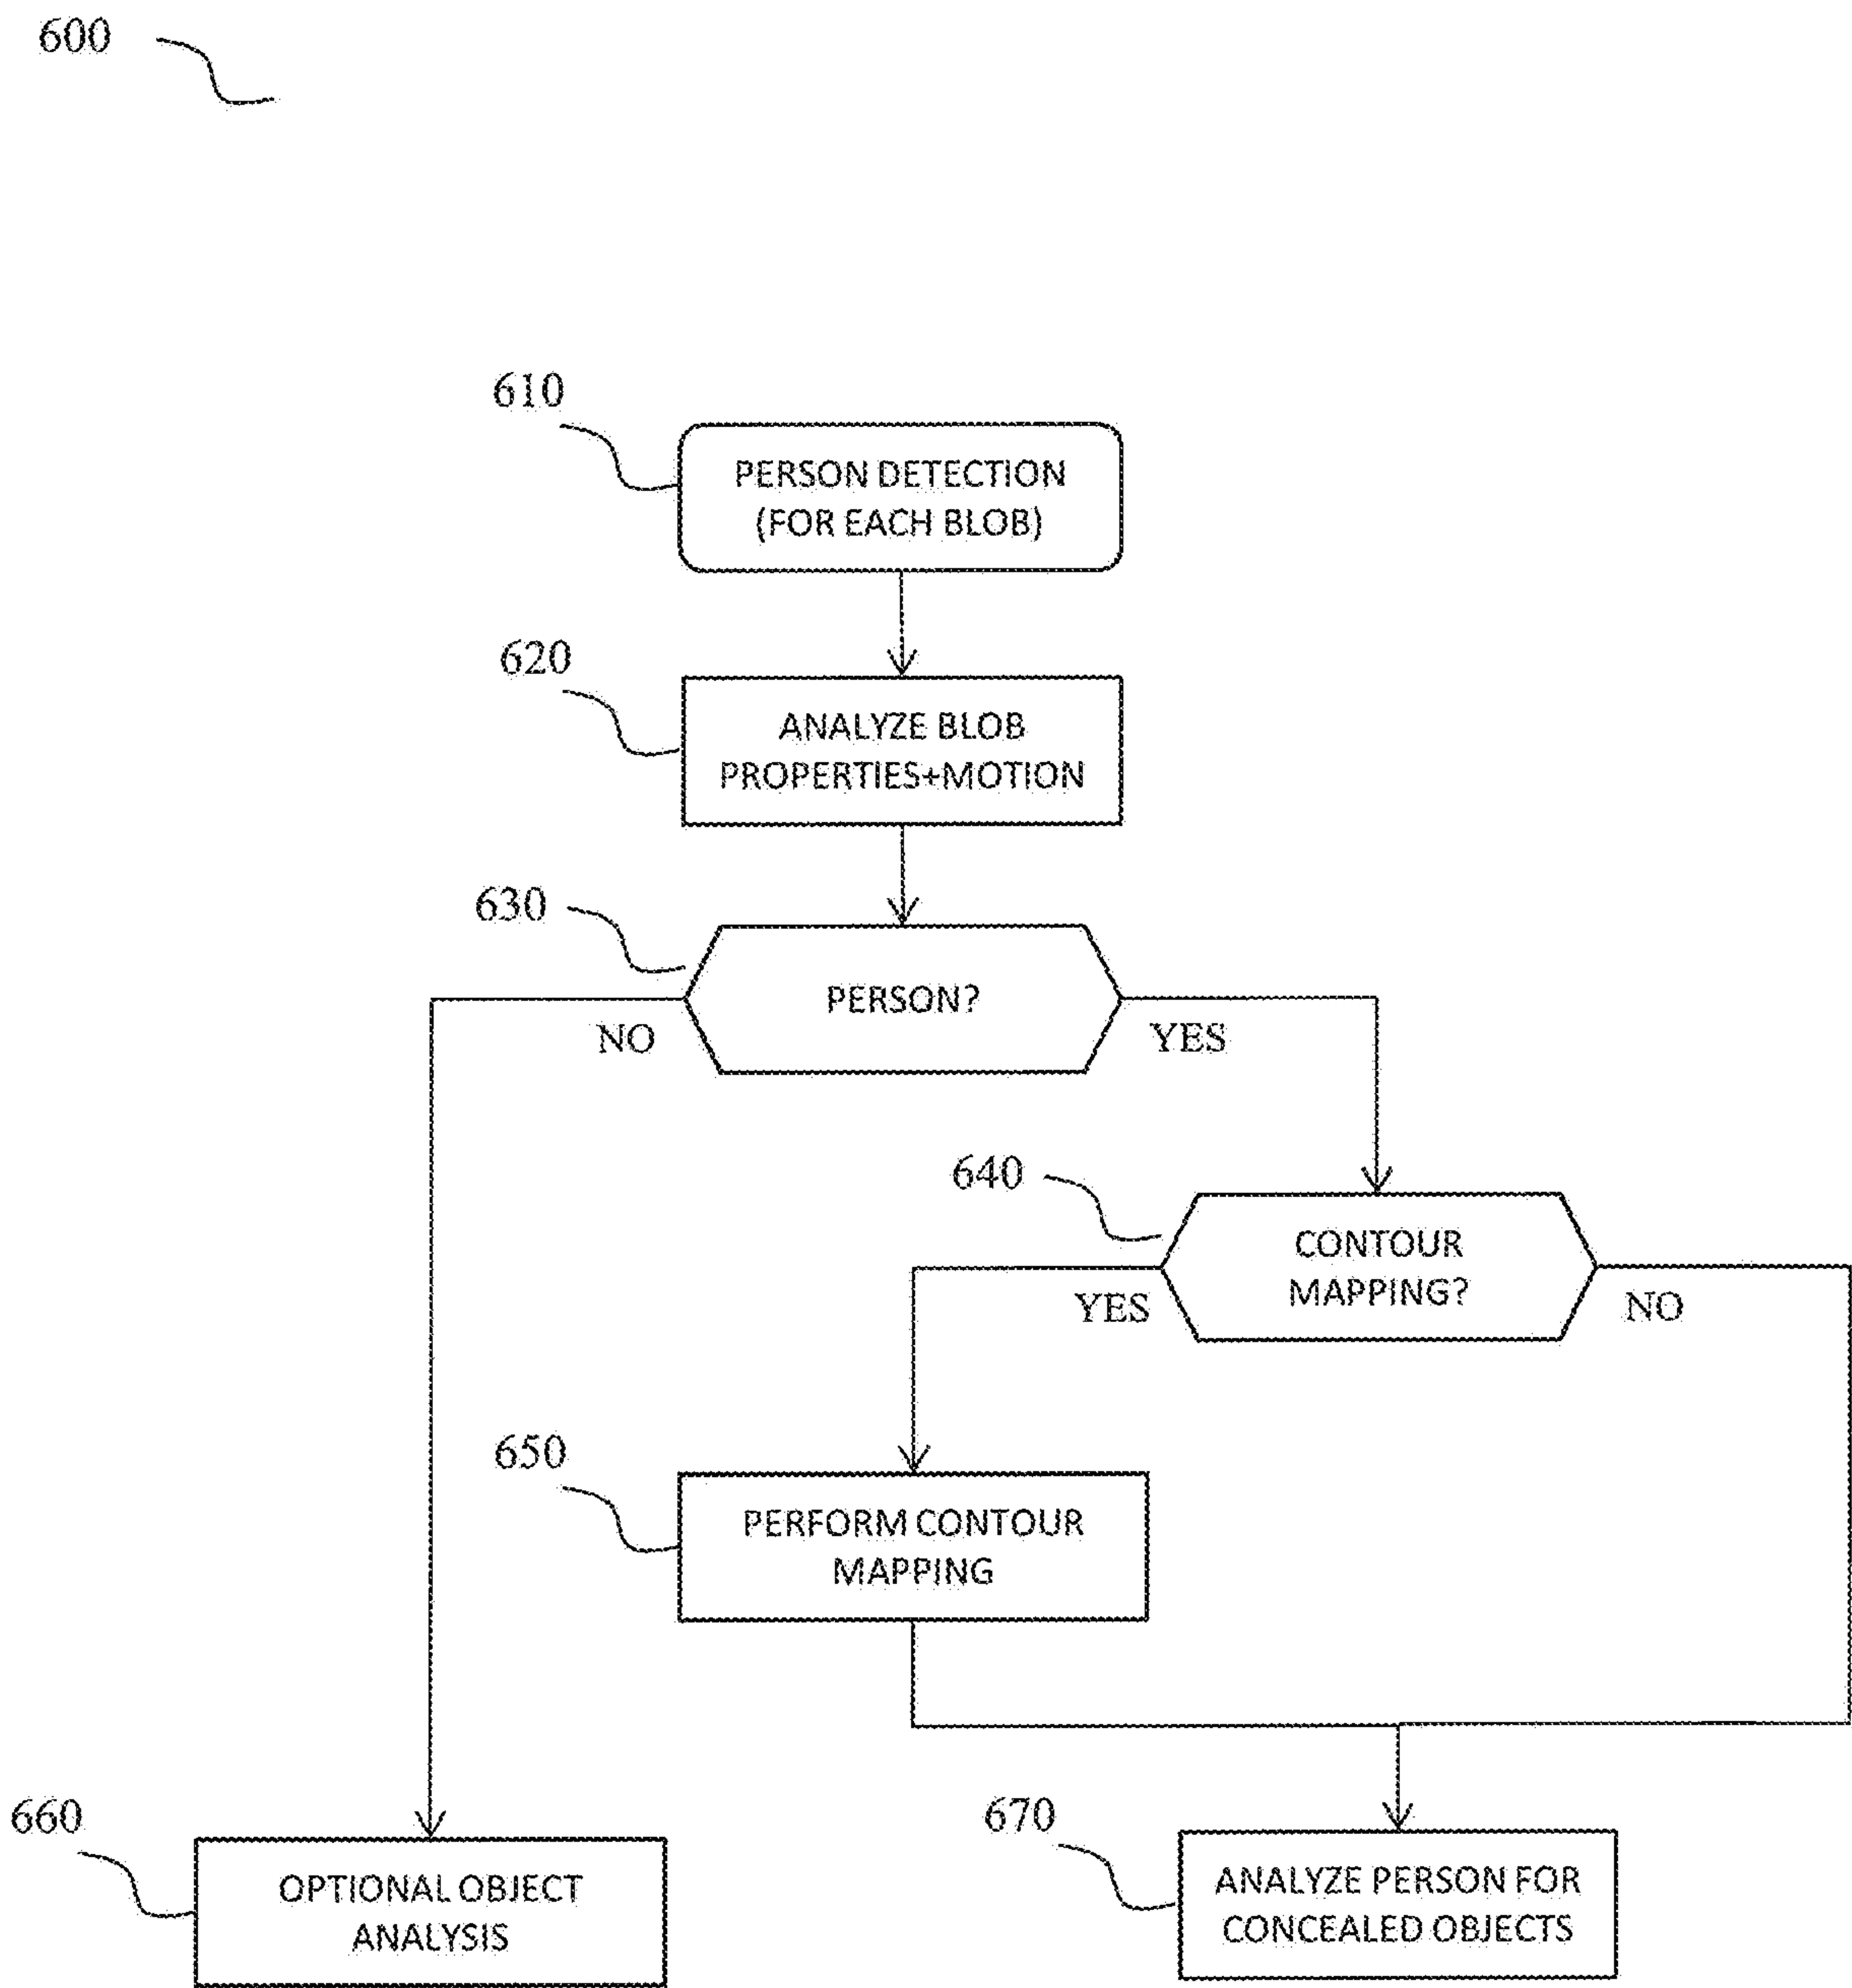 600
610
PERSON DETECTION
(FOR EACH BLOB)
620
ANALYZE BLOB
PROPERTIES+MOTION
630
PERSON?
NO
YES
640
CONTOUR
MAPPING?
YES
NO
650
PERFORM CONTOUR
MAPPING
660
OPTIONAL OBJECT
ANALYSIS
670
ANALYZE PERSON FOR
CONCEALED OBJECTS